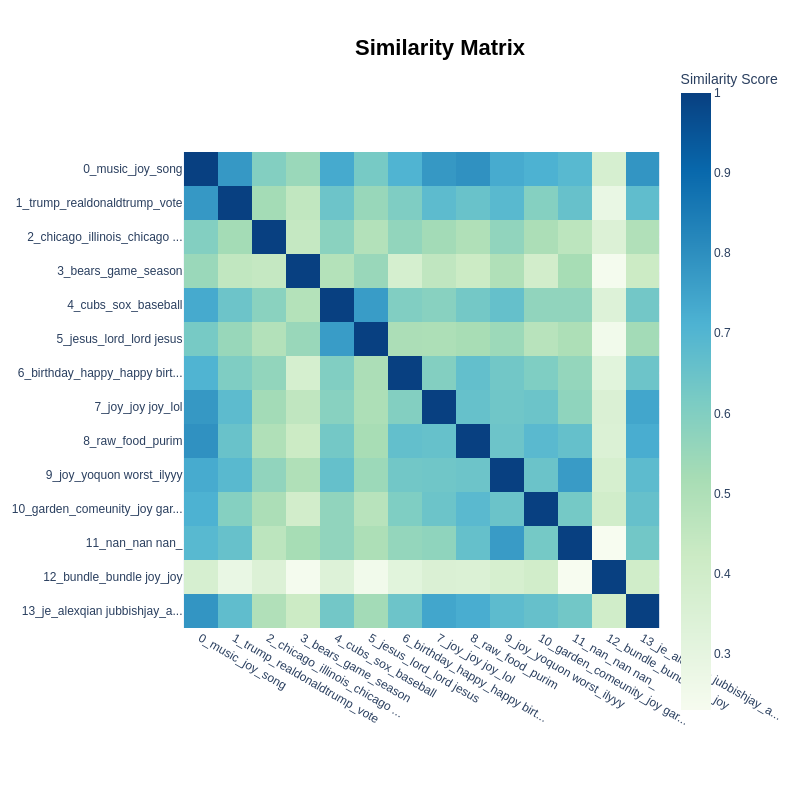 Similarity Matrix
Similarity Score
1
0.9
0.8
0.7
0.6
0.5
0.4
0.3
0_music_joy_song
1_trump_realdonaldtrump_vote
2_chicago_illinois_chicago ...
3_bears_game_season
4_cubs_sox_baseball
5_jesus_lord_lord jesus
6_birthday_happy_happy birt...
7_joy_joy joy_lol
8_raw_food_purim
9_joy_yoquon worst_ilyyy
10_garden_comeunity_joy gar...
11_nan_nan nan_
12_bundle_bundle joy_joy
13_je_alexqian jubbishjay_a...
0_music_joy_song
1_trump_realdonaldtrump_vote
2_chicago_illinois_chicago ...
3_bears_game_season
4_cubs_sox_baseball
5_jesus_lord_lord jesus
6_birthday_happy_happy birt...
7_joy_joy joy_lol
8_raw_food_purim
9_joy_yoquon worst_ilyyy
10_garden_comeunity_joy gar...
11_nan_nan nan_
12_bundle_bun joy
13_je_al jubbishjay_a...